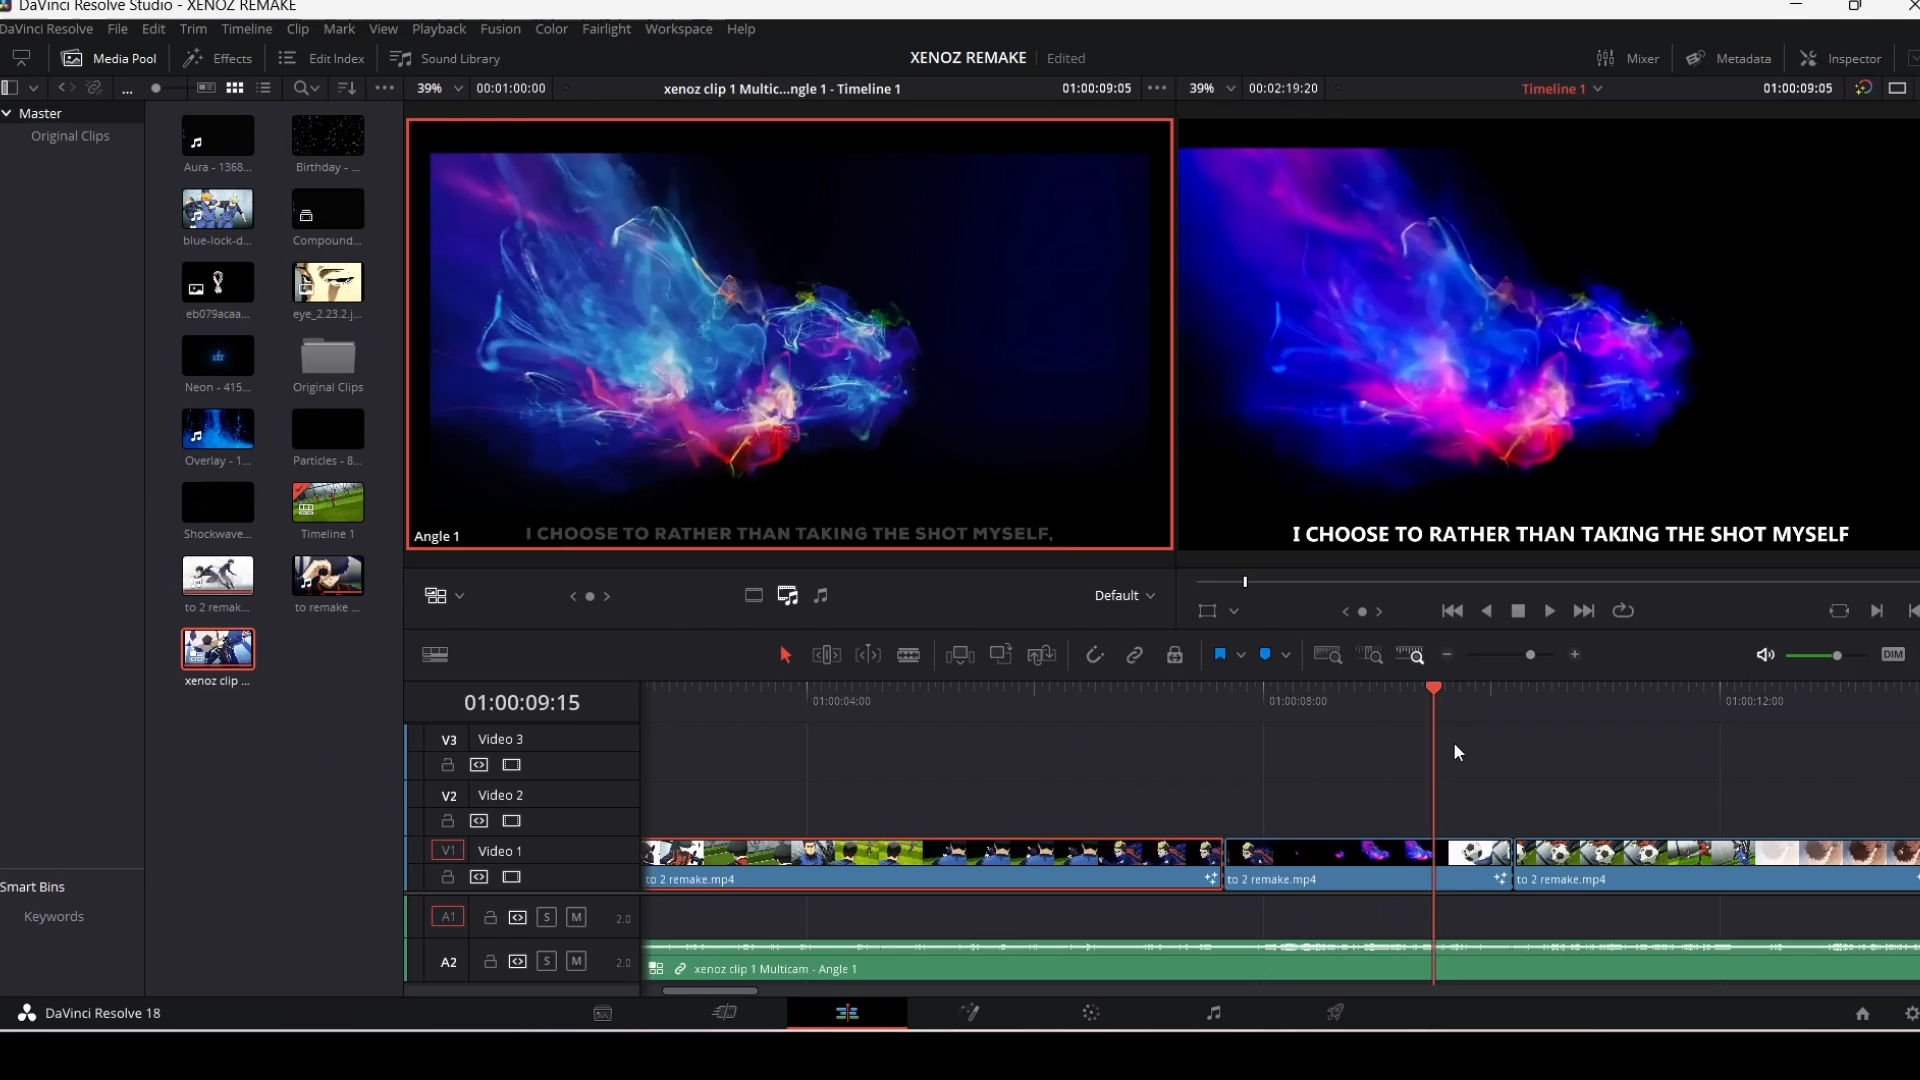 DaVinci Resolve Studio - XENOZ REMAKE
DaVinci Resolve File Edit Trim Timeline Clip Mark View Playback Fusion Color Fairlight Workspace Help
Media Pool Effects Edit Index Sound Library XENOZ REMAKE Edited Mixer Metadata Inspector
... 39% 00:01:00:00 xenoz clip 1 Multic...ngle 1 - Timeline 1 01:00:09:05 39% 00:02:19:20 Timeline 1 01:00:09:05
Master
Original Clips
Aura - 1368... Birthday - ...
blue-lock-d... Compound...
eb079acaa... eye_2.23.2.j...
Neon - 415... Original Clips
Overlay - 1... Particles - 8...
Shockwave... Timeline 1
to 2 remak... to remake ...
xenoz clip ...
Smart Bins
Keywords
Angle 1
I CHOOSE TO RATHER THAN TAKING THE SHOT MYSELF,
I CHOOSE TO RATHER THAN TAKING THE SHOT MYSELF
Default
DIM
01:00:09:15
01:00:04:00 01:00:08:00 01:00:12:00
V3 Video 3
V2 Video 2
V1 Video 1
to 2 remake.mp4 to 2 remake.mp4 to 2 remake.mp4
A1 S M 2.0
A2 S M 2.0
xenoz clip 1 Multicam - Angle 1
DaVinci Resolve 18